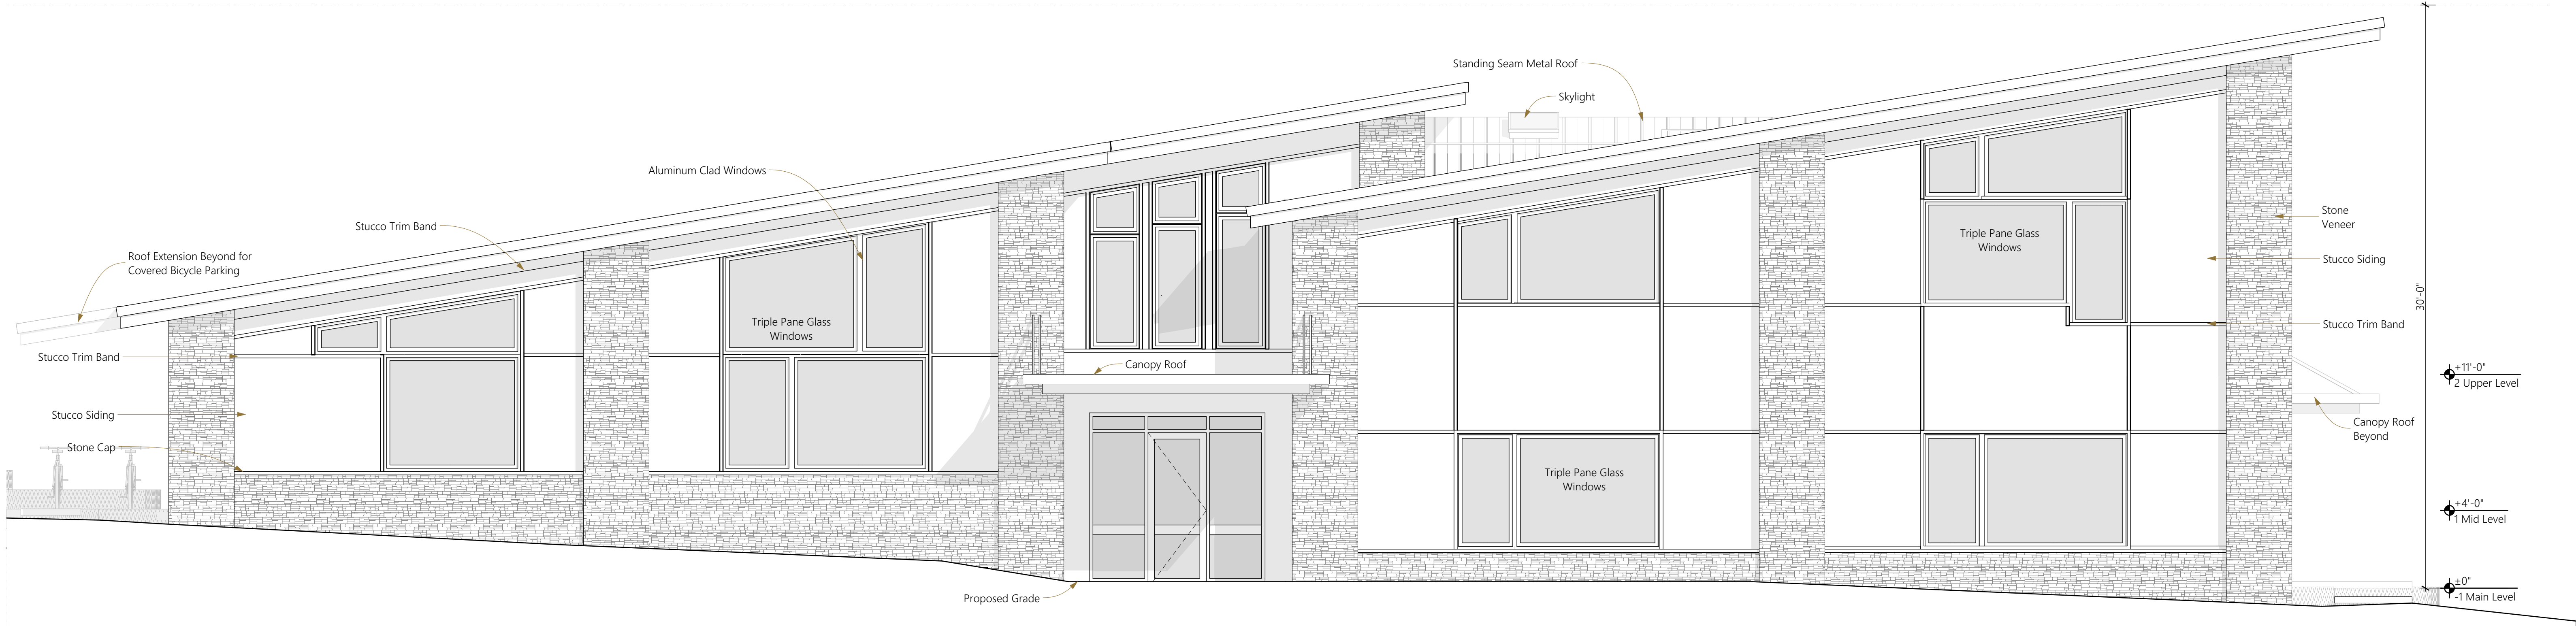 Standing Seam Metal Roof
Skylight
Aluminum Clad Windows
Stucco Trim Band
Roof Extension Beyond for
Covered Bicycle Parking
Stucco Trim Band
Stucco Siding
Stone Cap
Triple Pane Glass
Windows
Canopy Roof
Proposed Grade
Triple Pane Glass
Windows
Triple Pane Glass
Windows
Stone
Veneer
Stucco Siding
Stucco Trim Band
Canopy Roof
Beyond
30'-0"
+11'-0"
2 Upper Level
+4'-0"
1 Mid Level
±0"
-1 Main Level